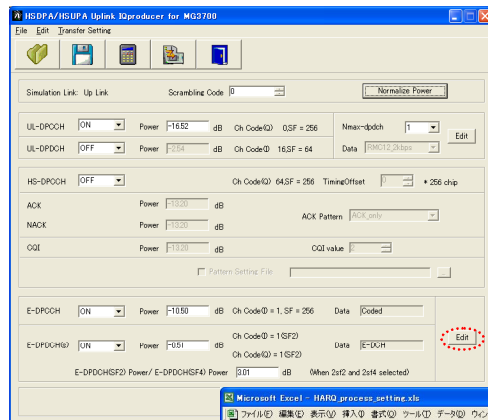 HSDPA/HSUPA Uplink IQproducer for MG3700
File Edit Transfer Setting
Simulation Link: Up Link Scrambling Code 0 Normalize Power
UL-DPCCH ON Power -16.52 dB Ch Code(Q) 0,SF = 256 Nmax-dpdch 1
Edit
UL-DPDCH OFF Power -2.54 dB Ch Code(I) 16,SF = 64 Data RMC12_2kbps
HS-DPCCH OFF Ch Code(Q) 64,SF = 256 TimingOffset 0 * 256 chip
ACK Power -13.20 dB
ACK Pattern ACK_only
NACK Power -13.20 dB
CQI Power -13.20 dB CQI value 2
Pattern Setting File ...
E-DPCCH ON Power -10.50 dB Ch Code(I) = 1, SF = 256 Data Coded
Edit
Ch Code(I) = 1(SF2)
E-DPDCH(s) ON Power -0.51 dB Data E-DCH
Ch Code(Q) = 1(SF2)
E-DPDCH(SF2) Power/ E-DPDCH(SF4) Power 3.01 dB (When 2sf2 and 2sf4 selected)
Microsoft Excel - HARQ_process_setting.xls
ファイル(F) 編集(E) 表示(V) 挿入(I) 書式(O) ツール(T) データ(D) ウィン